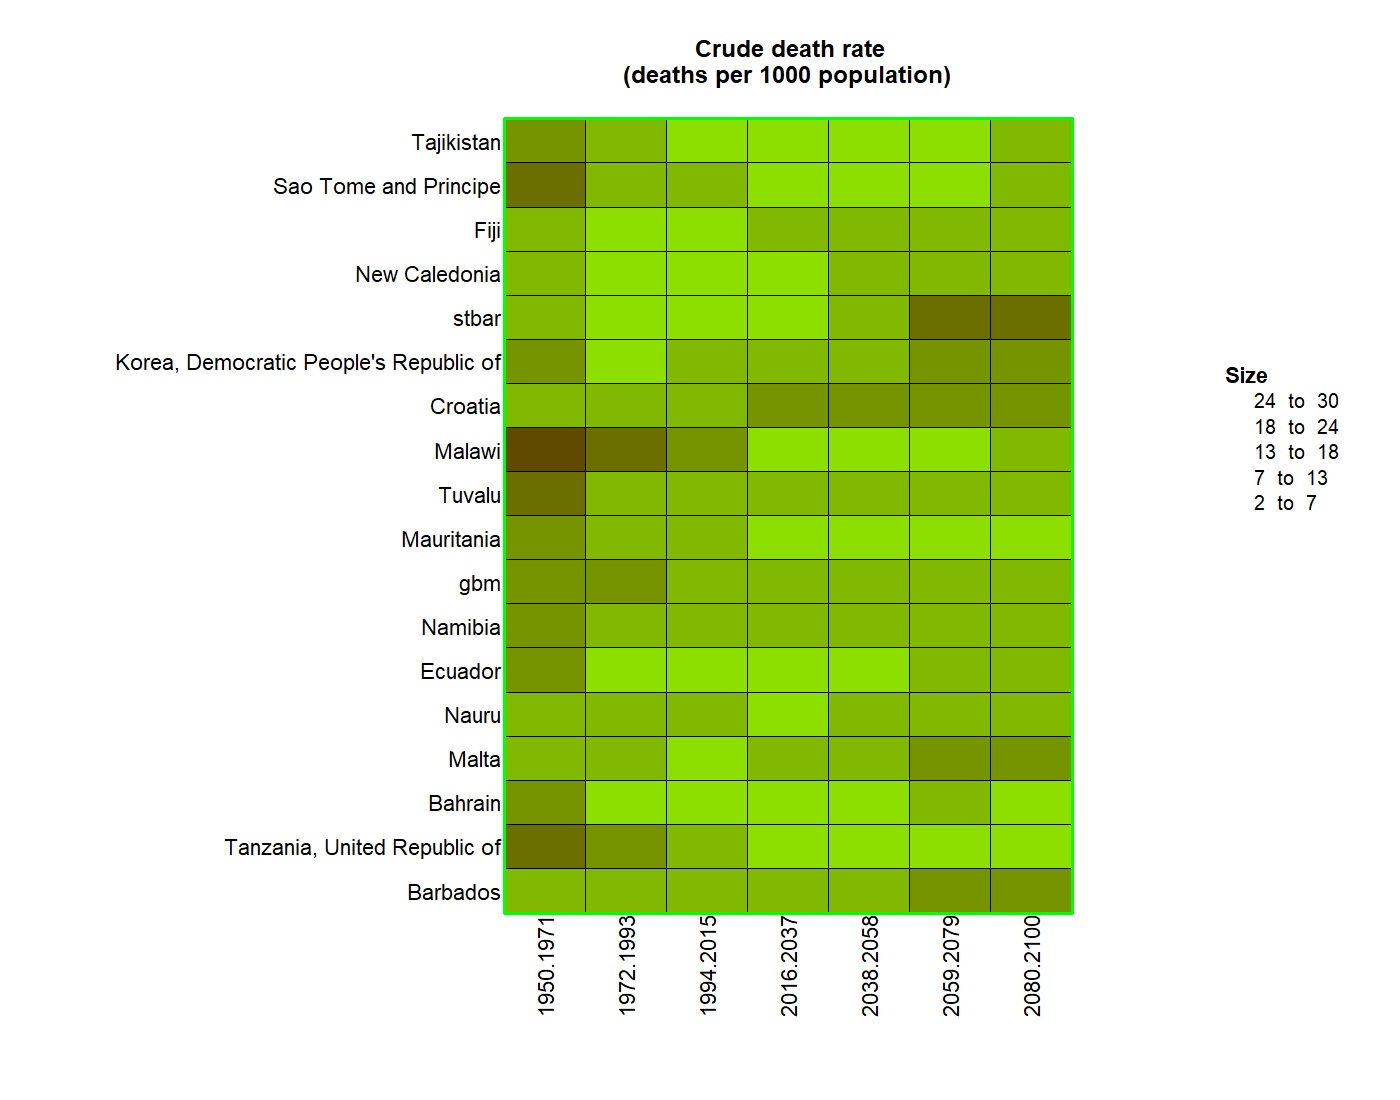 Crude death rate
(deaths per 1000 population)
Tajikistan
Sao Tome and Principe
Fiji
New Caledonia
stbar
Korea, Democratic People's Republic of
Croatia
Malawi
Tuvalu
Mauritania
gbm
Namibia
Ecuador
Nauru
Malta
Bahrain
Tanzania, United Republic of
Barbados
1950.1971
1972.1993
1994.2015
2016.2037
2038.2058
2059.2079
2080.2100
Size
24 to 30
18 to 24
13 to 18
7 to 13
2 to 7